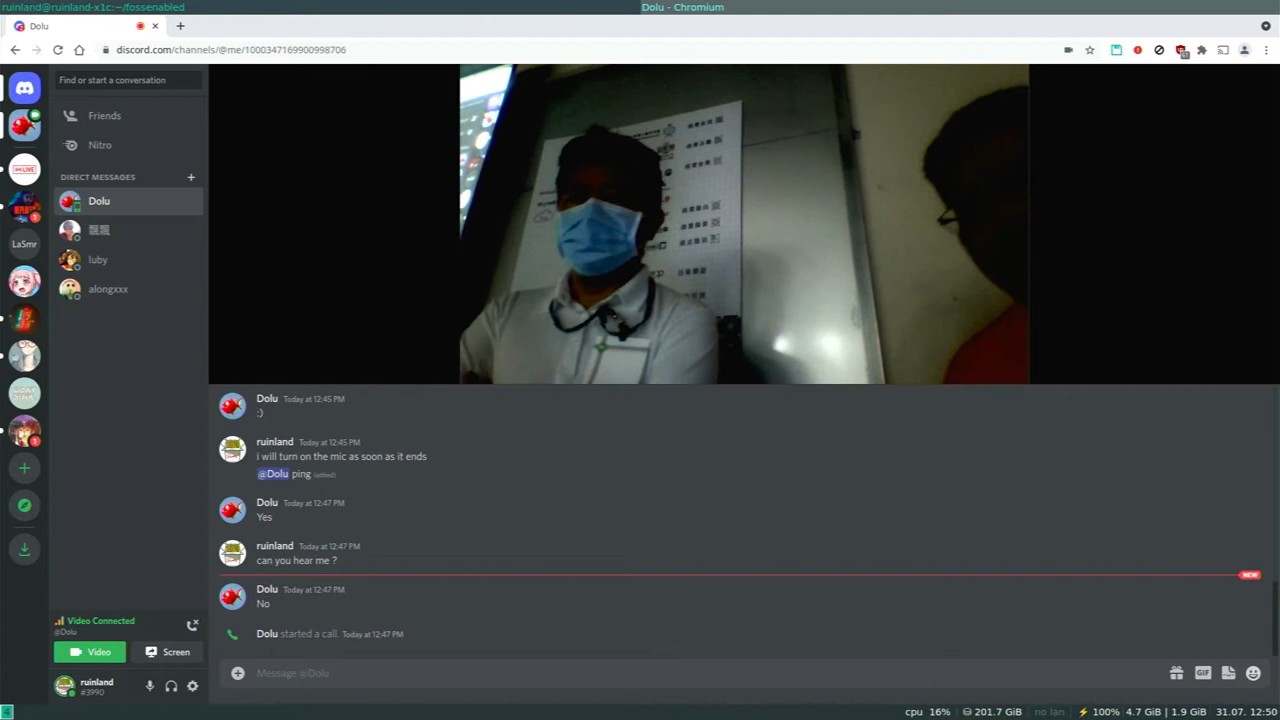 ruinland@ruinland-x1c:~/fossenabled
Dolu - Chromium
Dolu
discord.com/channels/@me/1000347169900998706
Find or start a conversation
Friends
Nitro
DIRECT MESSAGES
Dolu
luby
alongxxx
LIVE
LaSmr
Dolu Today at 12:45 PM
:)
ruinland Today at 12:45 PM
i will turn on the mic as soon as it ends
@Dolu ping (edited)
Dolu Today at 12:47 PM
Yes
ruinland Today at 12:47 PM
can you hear me ?
NEW
Dolu Today at 12:47 PM
No
Dolu started a call. Today at 12:47 PM
Message @Dolu
GIF
Video Connected
@Dolu
Video
Screen
ruinland
#3990
4
cpu 16%
201.7 GiB
no lan
100%
4.7 GiB | 1.9 GiB
31.07. 12:50